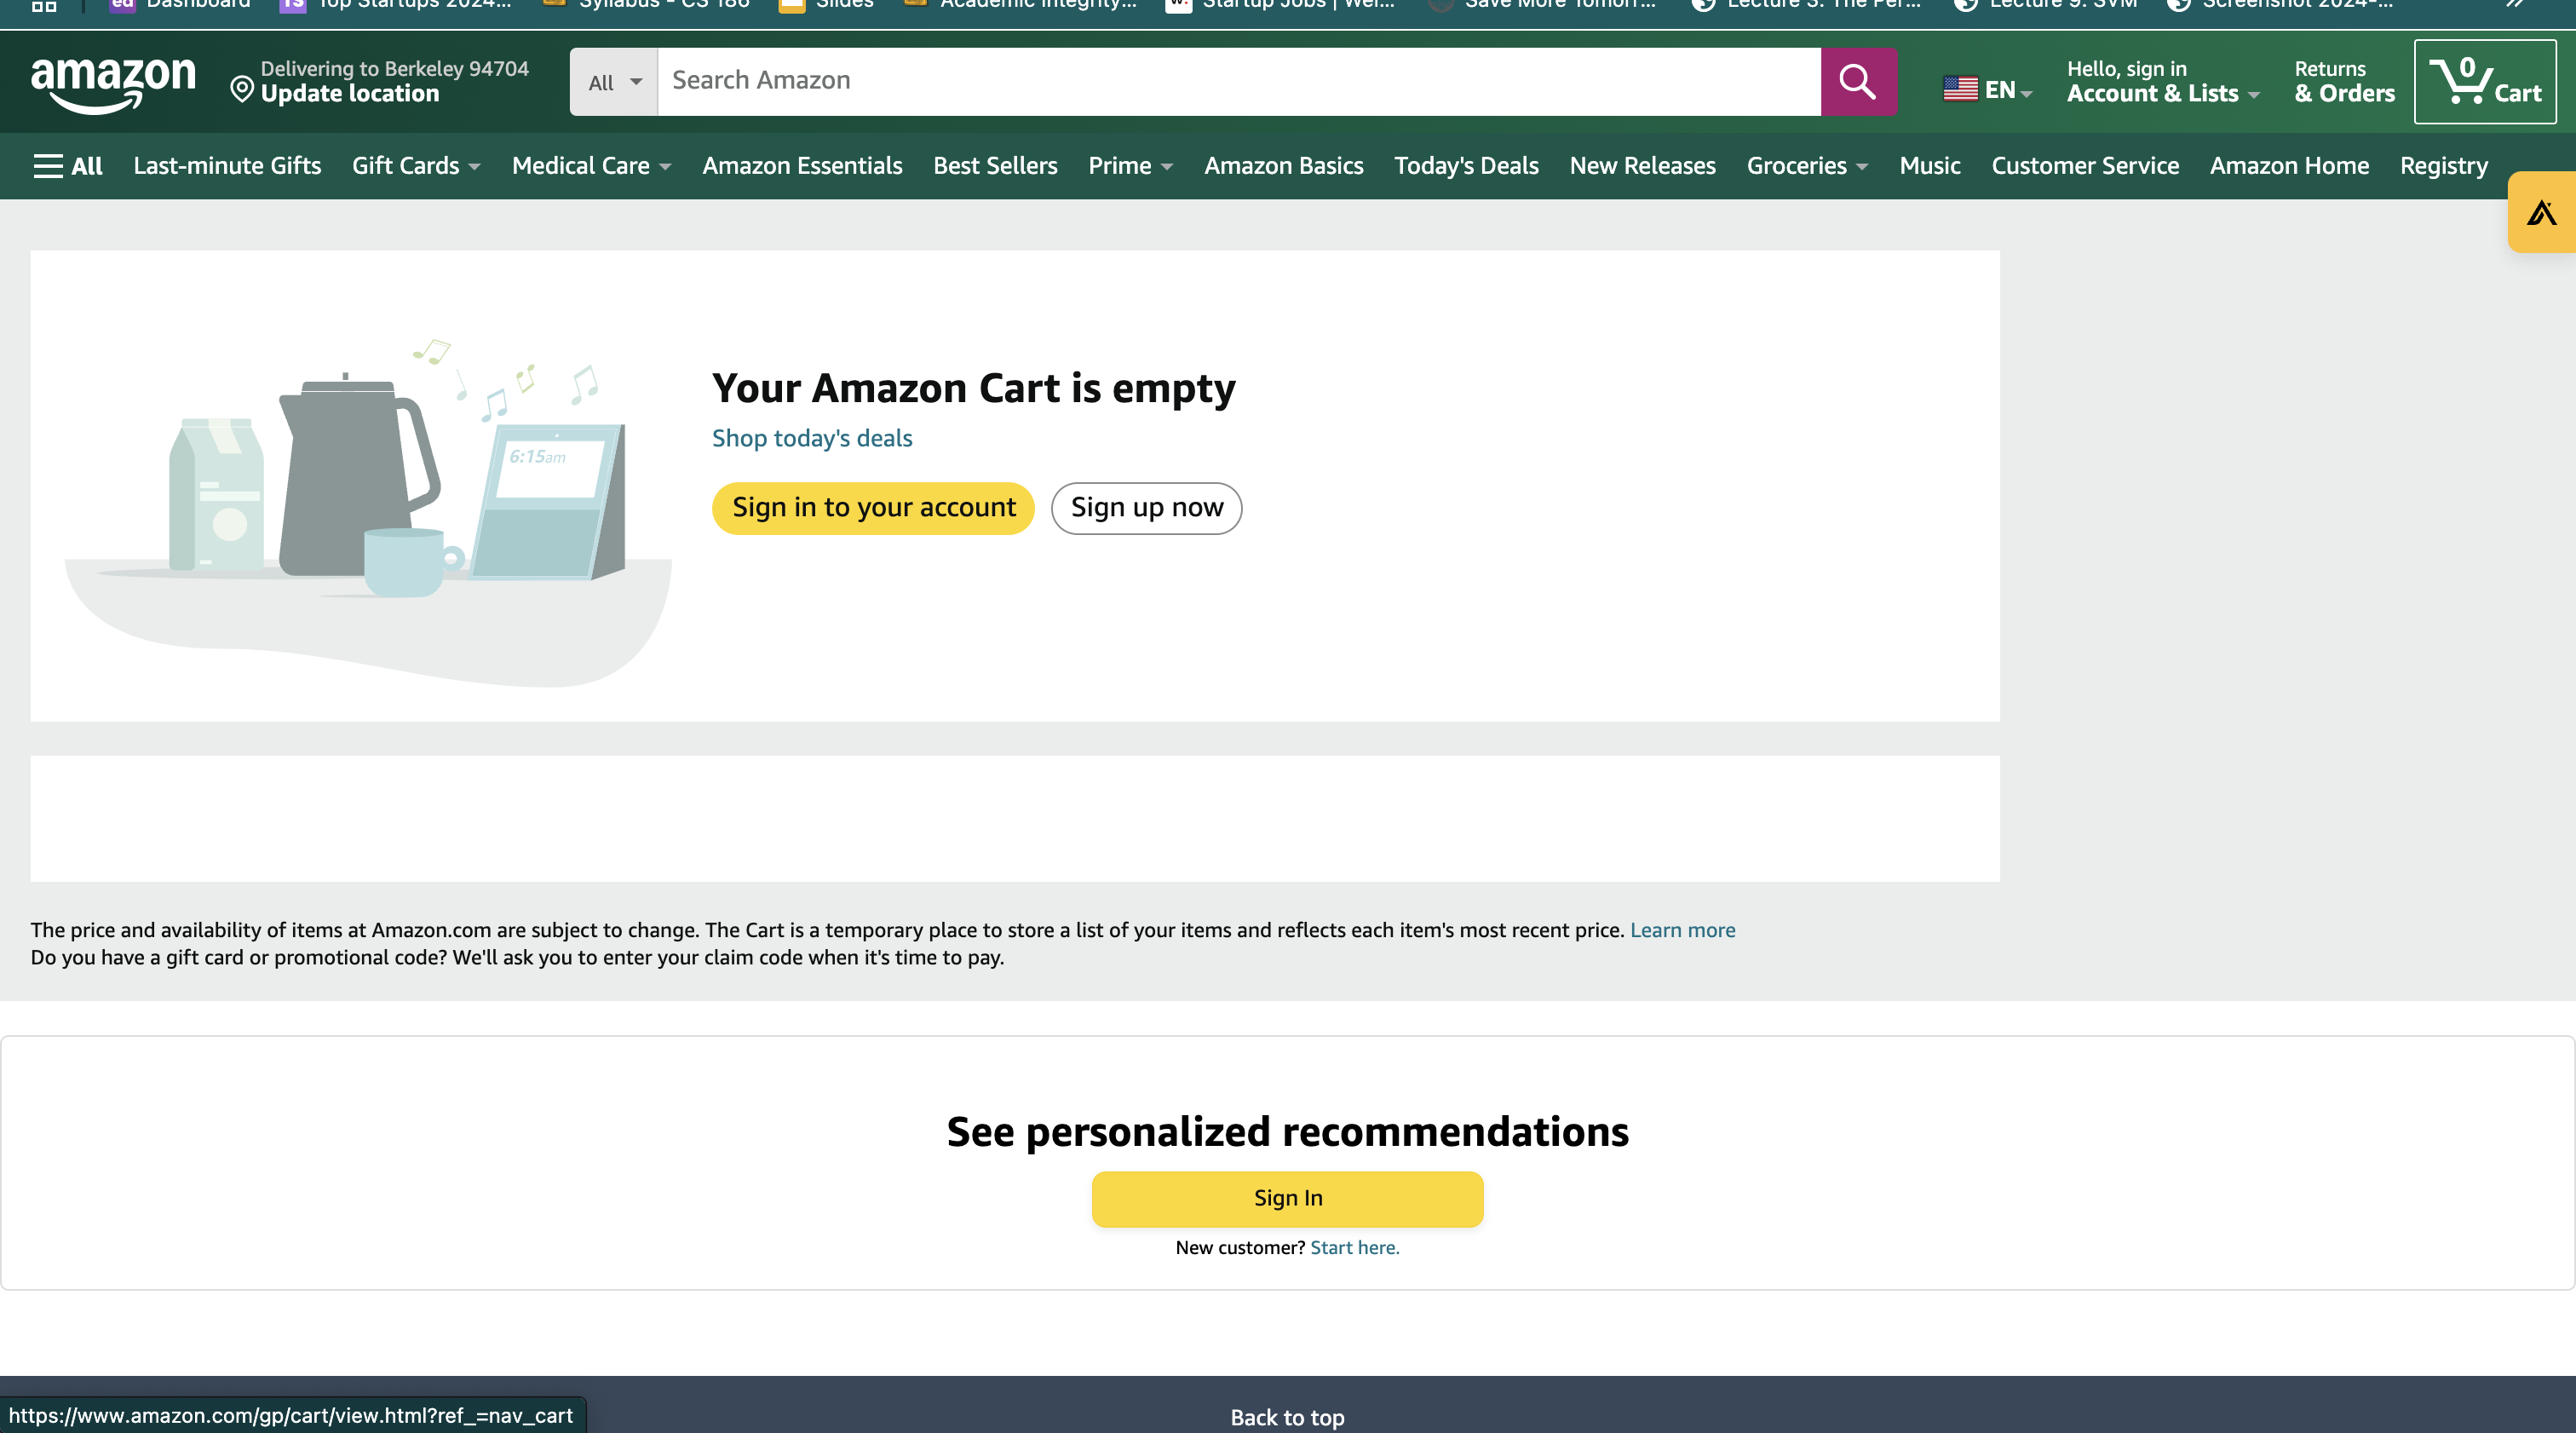 ed Dashboard TS Top Startups 2024... Syllabus - CS 186 Slides Academic Integrity... w. Startup Jobs | Wel... Save More Tomorr... Lecture 3: The Per... Lecture 9: SVM Screenshot 2024-...
amazon
Delivering to Berkeley 94704
Update location
All
Search Amazon
EN
Hello, sign in
Account & Lists
Returns
& Orders
0
Cart
All Last-minute Gifts Gift Cards Medical Care Amazon Essentials Best Sellers Prime Amazon Basics Today's Deals New Releases Groceries Music Customer Service Amazon Home Registry
6:15am
Your Amazon Cart is empty
Shop today's deals
Sign in to your account Sign up now
The price and availability of items at Amazon.com are subject to change. The Cart is a temporary place to store a list of your items and reflects each item's most recent price. Learn more
Do you have a gift card or promotional code? We'll ask you to enter your claim code when it's time to pay.
See personalized recommendations
Sign In
New customer? Start here.
https://www.amazon.com/gp/cart/view.html?ref_=nav_cart
Back to top